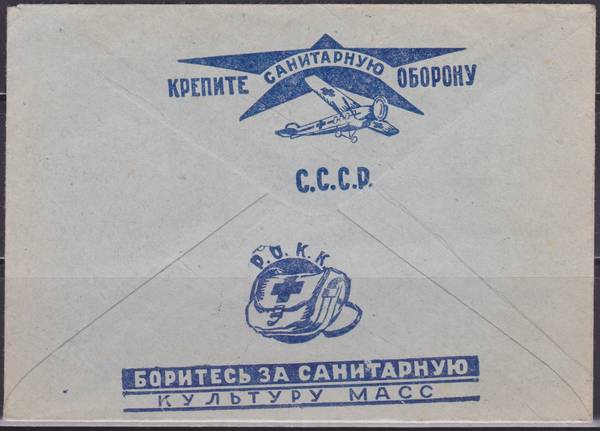 КРЕПИТЕ САНИТАРНУЮ ОБОРОНУ
С.С.С.Р.
Р.О.К.К
БОРИТЕСЬ ЗА САНИТАРНУЮ
КУЛЬТУРУ МАСС